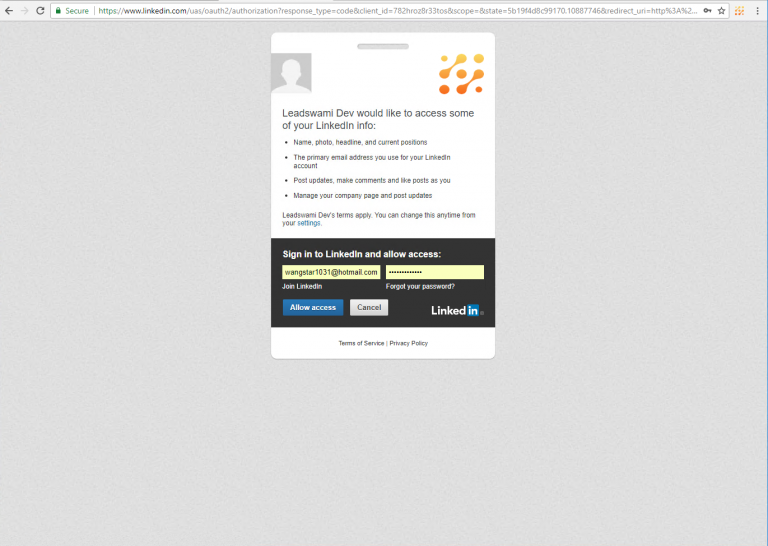 Secure https://www.linkedin.com/uas/oauth2/authorization?response_type=code&client_id=782hroz8r33tos&scope=&state=5b19f4d8c99170.10887746&redirect_uri=http%3A%2...
Leadswami Dev would like to access some
of your LinkedIn info:
• Name, photo, headline, and current positions
• The primary email address you use for your LinkedIn
account
• Post updates, make comments and like posts as you
• Manage your company page and post updates
Leadswami Dev's terms apply. You can change this anytime from
your settings.
Sign in to LinkedIn and allow access:
wangstar1031@hotmail.com •••••••••••••
Join LinkedIn Forgot your password?
Allow access Cancel Linked in
Terms of Service | Privacy Policy